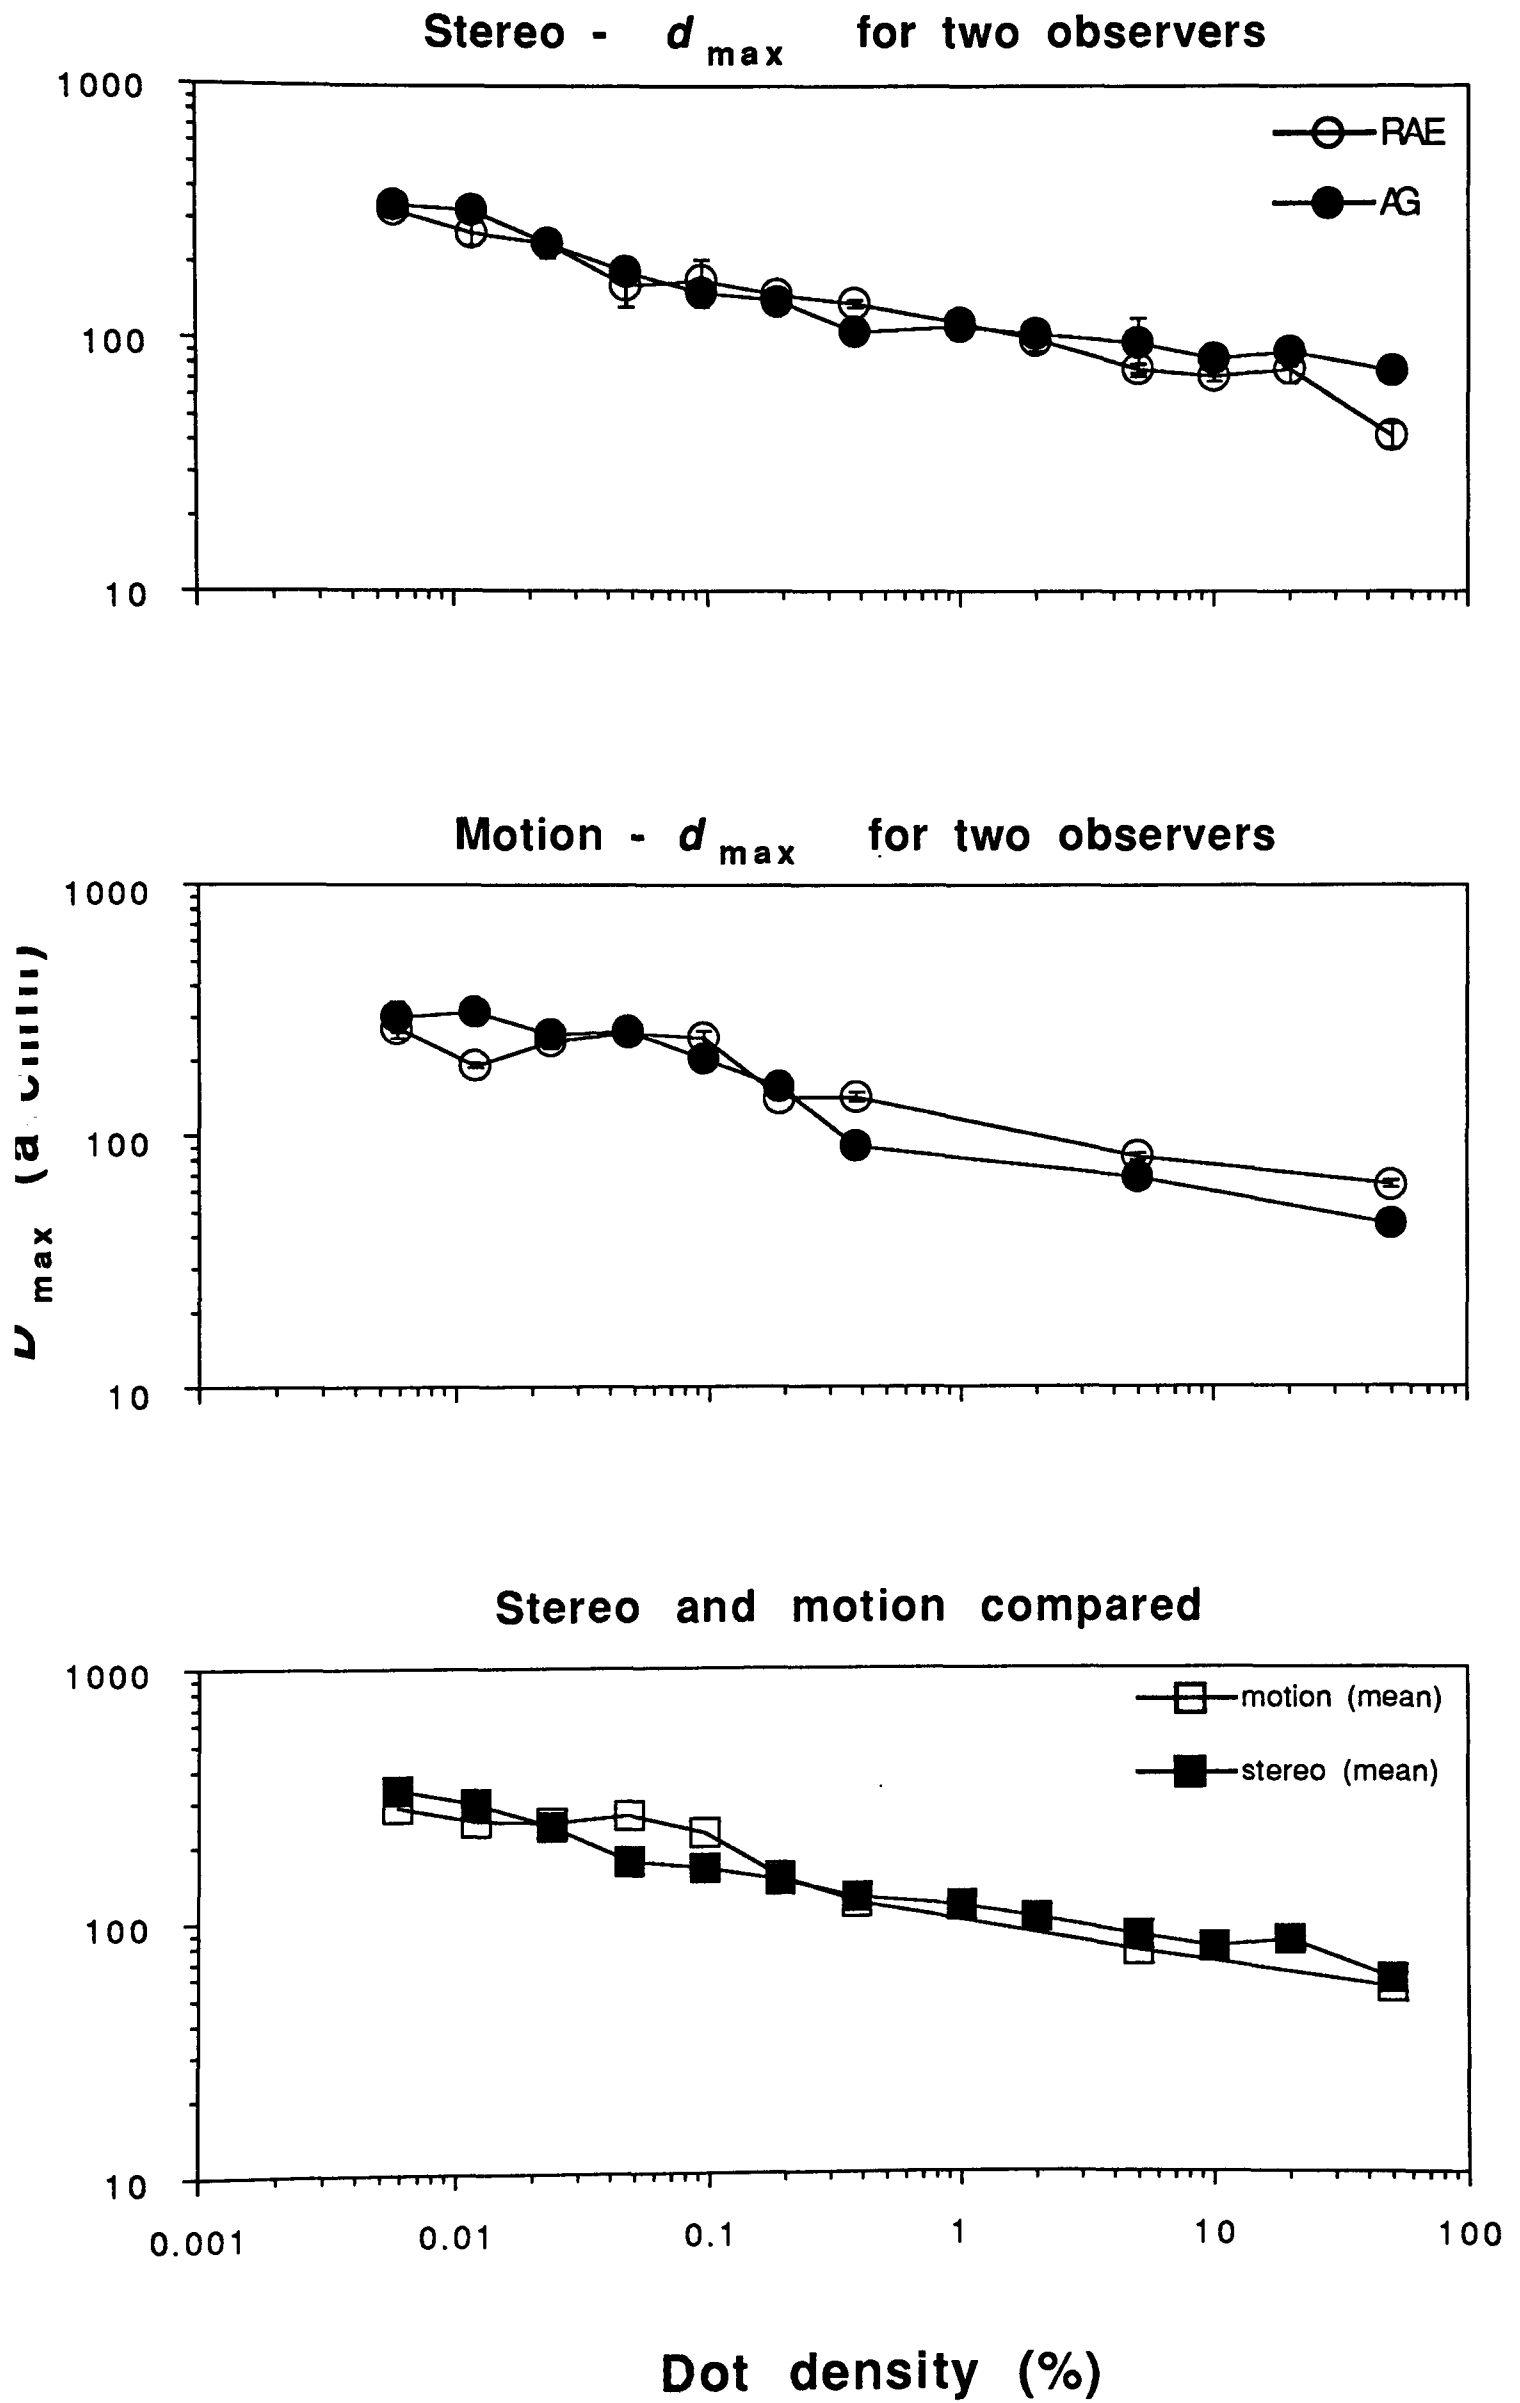 Stereo - d max for two observers
1000
RAE
AG
100
10
Motion - d max for two observers
1000
100
10
D max (a
Stereo and motion compared
1000
motion (mean)
stereo (mean)
100
10
0.001 0.01 0.1 1 10 100
Dot density (%)